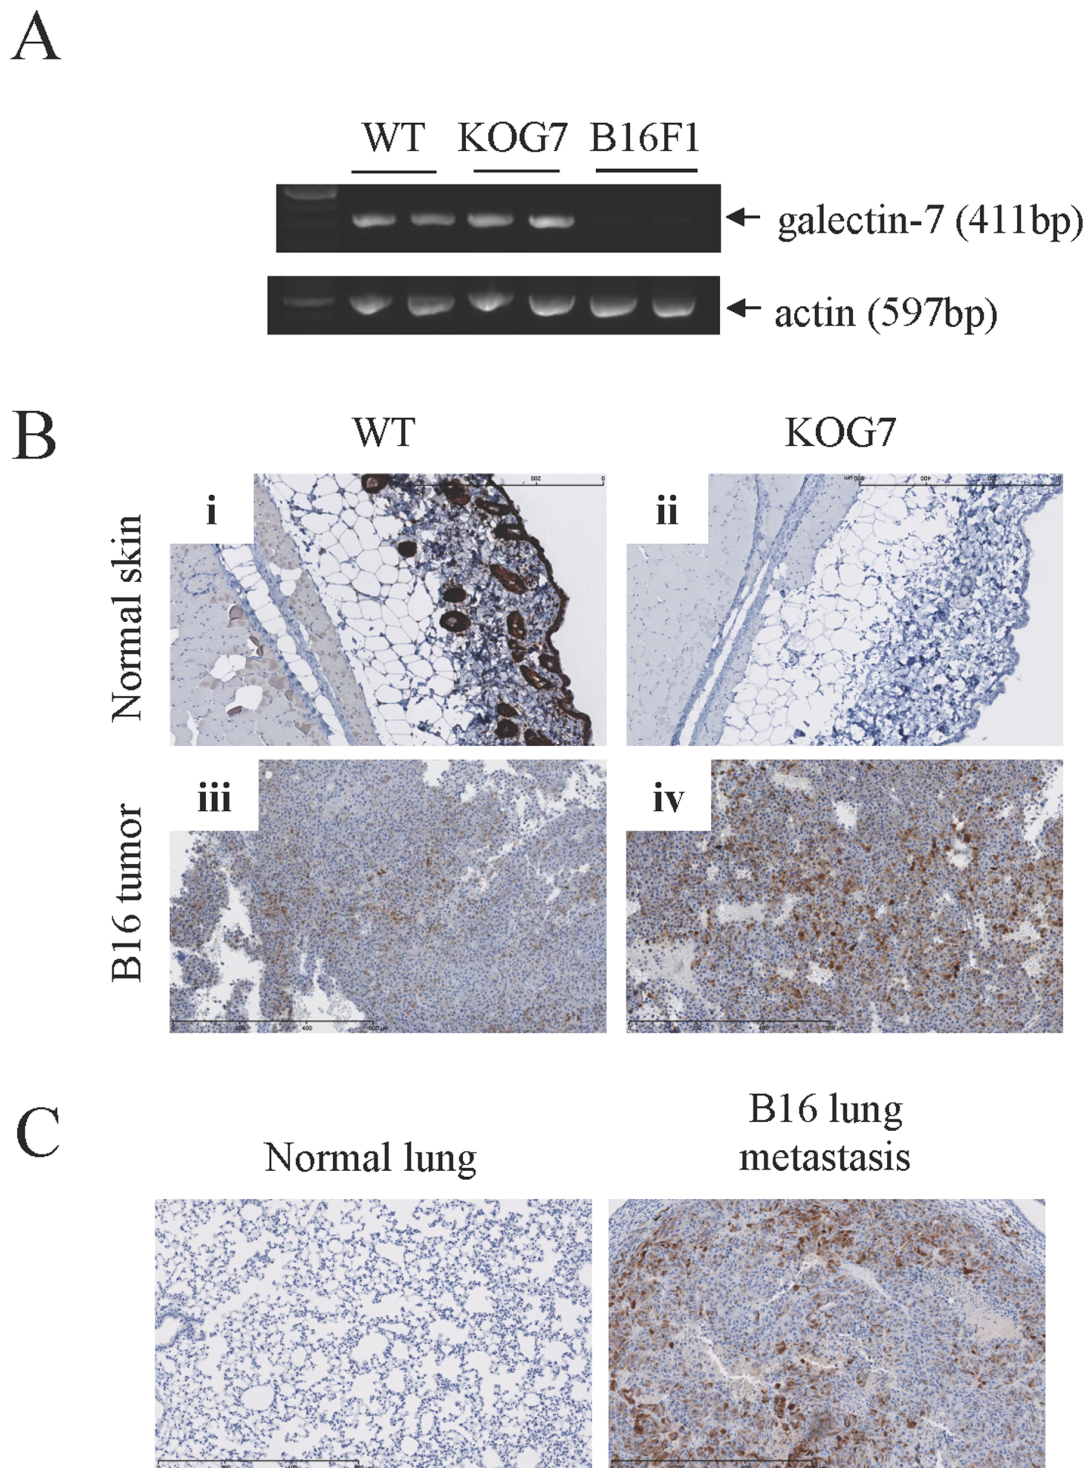 A
WT KOG7 B16F1
galectin-7 (411bp)
actin (597bp)
B
WT KOG7
Normal skin
i
ii
B16 tumor
iii
iv
C
Normal lung
B16 lung
metastasis